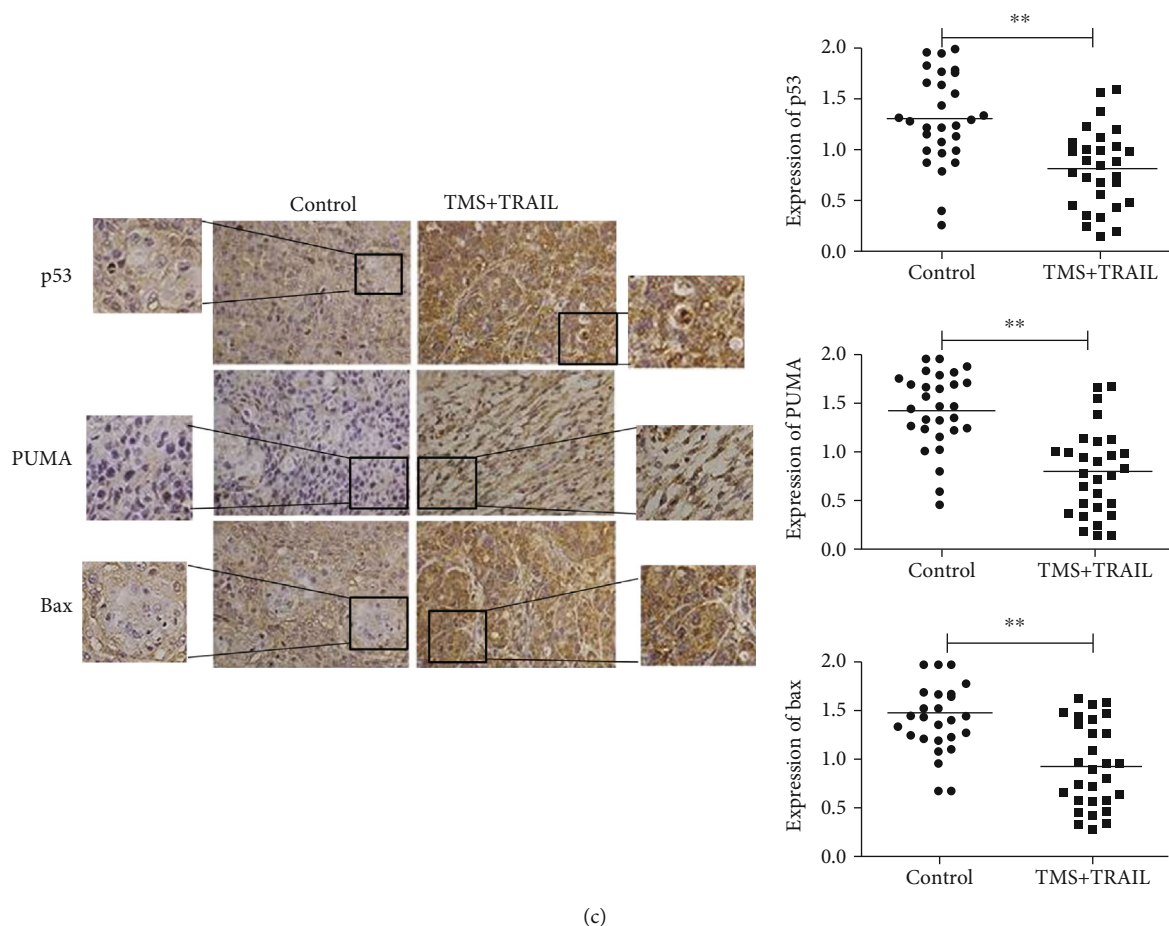 Control TMS+TRAIL
p53
PUMA
Bax
**
Expression of p53
2.0
1.5
1.0
0.5
0.0
Control TMS+TRAIL
**
Expression of PUMA
2.0
1.5
1.0
0.5
0.0
Control TMS+TRAIL
**
Expression of bax
2.0
1.5
1.0
0.5
0.0
Control TMS+TRAIL
(c)